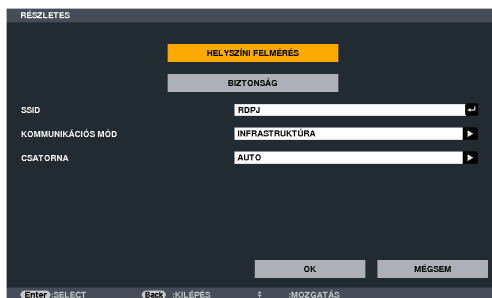 RÉSZLETES
HELYSZÍNI FELMÉRÉS
BIZTONSÁG
SSID RDPJ
KOMMUNIKÁCIÓS MÓD INFRASTRUKTÚRA
CSATORNA AUTO
OK MÉGSEM
Enter :SELECT Back :KILÉPÉS :MOZGATÁS